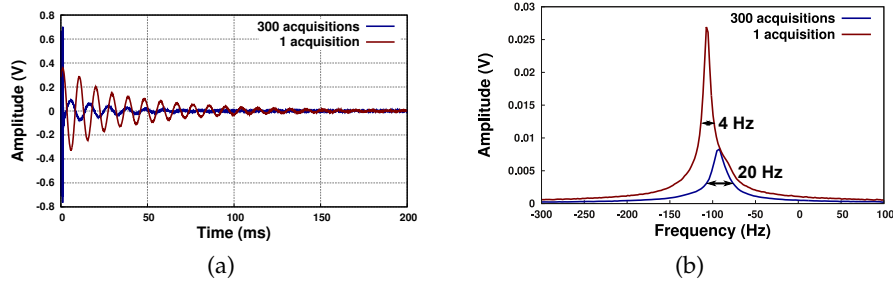 0.8
0.6
0.4
0.2
0
-0.2
-0.4
-0.6
-0.8
0 50 100 150 200
Amplitude (V)
Time (ms)
300 acquisitions
1 acquisition
(a)
0.03
0.025
0.02
0.015
0.01
0.005
0
-300 -250 -200 -150 -100 -50 0 50 100
Amplitude (V)
Frequency (Hz)
300 acquisitions
1 acquisition
4 Hz
20 Hz
(b)